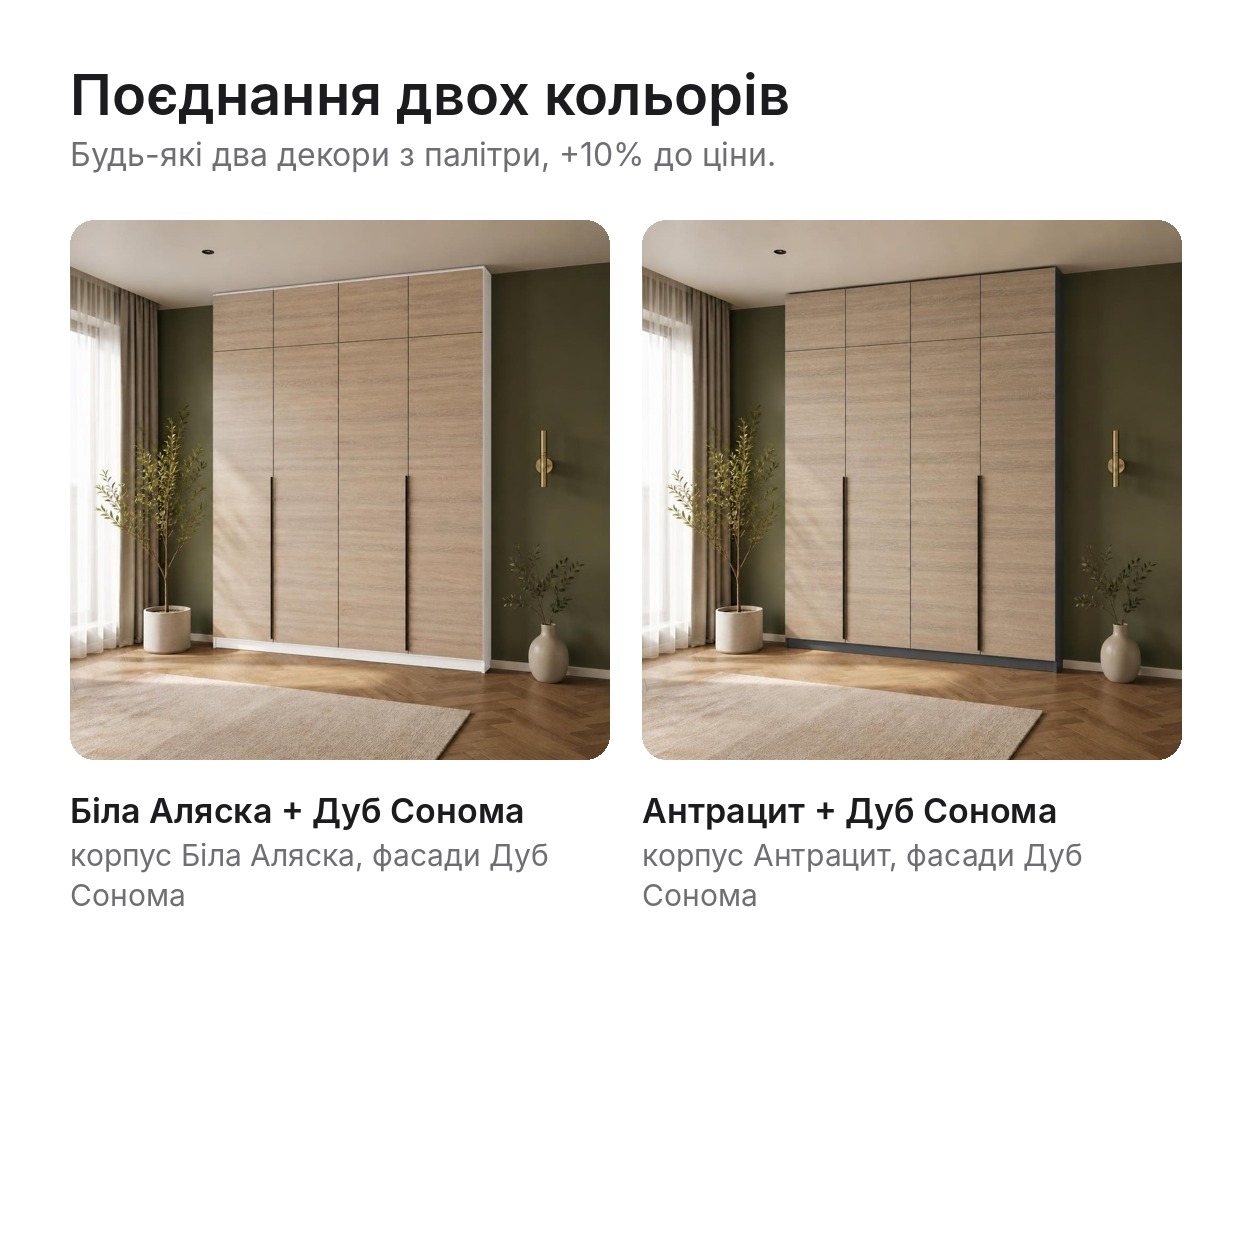 Поєднання двох кольорів
Будь-які два декори з палітри, +10% до ціни.
Біла Аляска + Дуб Сонома
корпус Біла Аляска, фасади Дуб
Сонома
Антрацит + Дуб Сонома
корпус Антрацит, фасади Дуб
Сонома